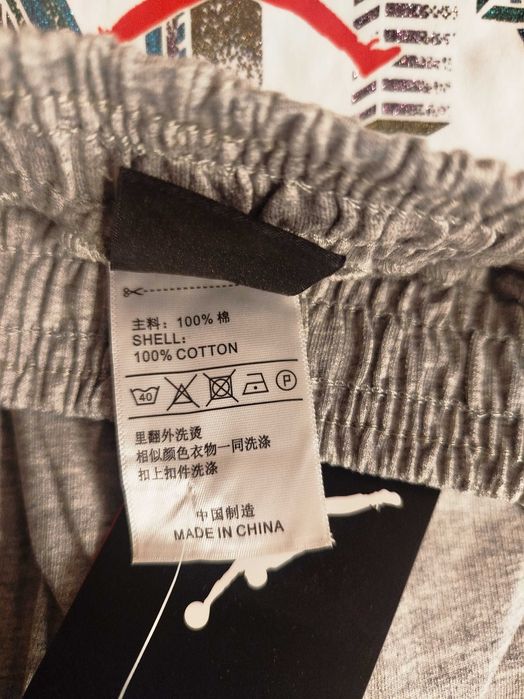 主料：100% 棉
SHELL:
100% COTTON
40 P
里翻外洗烫
相似颜色衣物一同洗涤
扣上扣件洗涤
中国制造
MADE IN CHINA